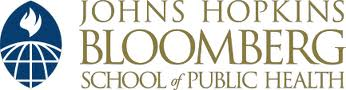 JOHNS HOPKINS
BLOOMBERG
SCHOOL of PUBLIC HEALTH